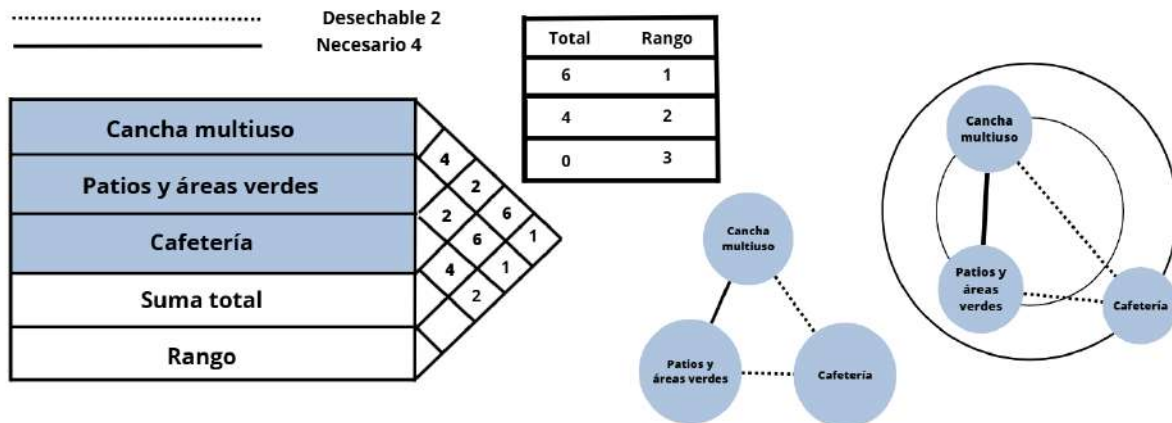 Desechable 2
Necesario 4
Total Rango
6 1
4 2
0 3
Cancha multiuso
Patios y áreas verdes
Cafetería
Suma total
Rango
4
2
2 6
6 1
4 1
2
Cancha
multiuso
Patios y
áreas verdes
Cafetería
Cancha
multiuso
Patios y
áreas
verdes
Cafetería